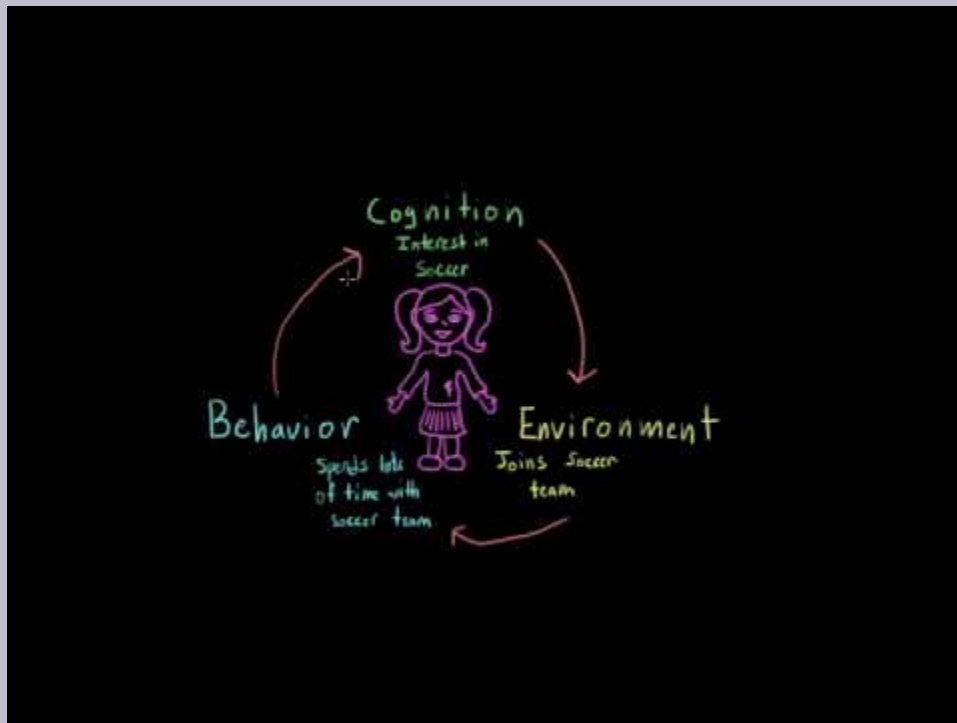 Cognition
Interest in
Soccer
Behavior
Spends lots
of time with
soccer team
Environment
Joins Soccer
team